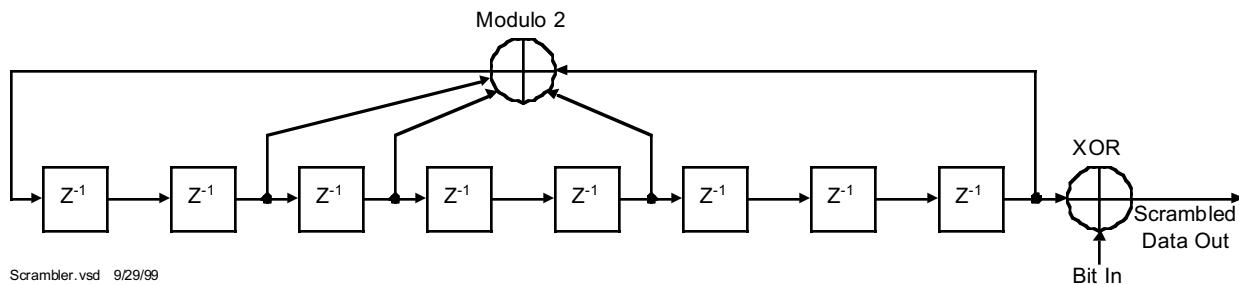 Modulo 2
XOR
Z-1 Z-1 Z-1 Z-1 Z-1 Z-1 Z-1 Z-1
Scrambled
Data Out
Scrambler.vsd 9/29/99
Bit In